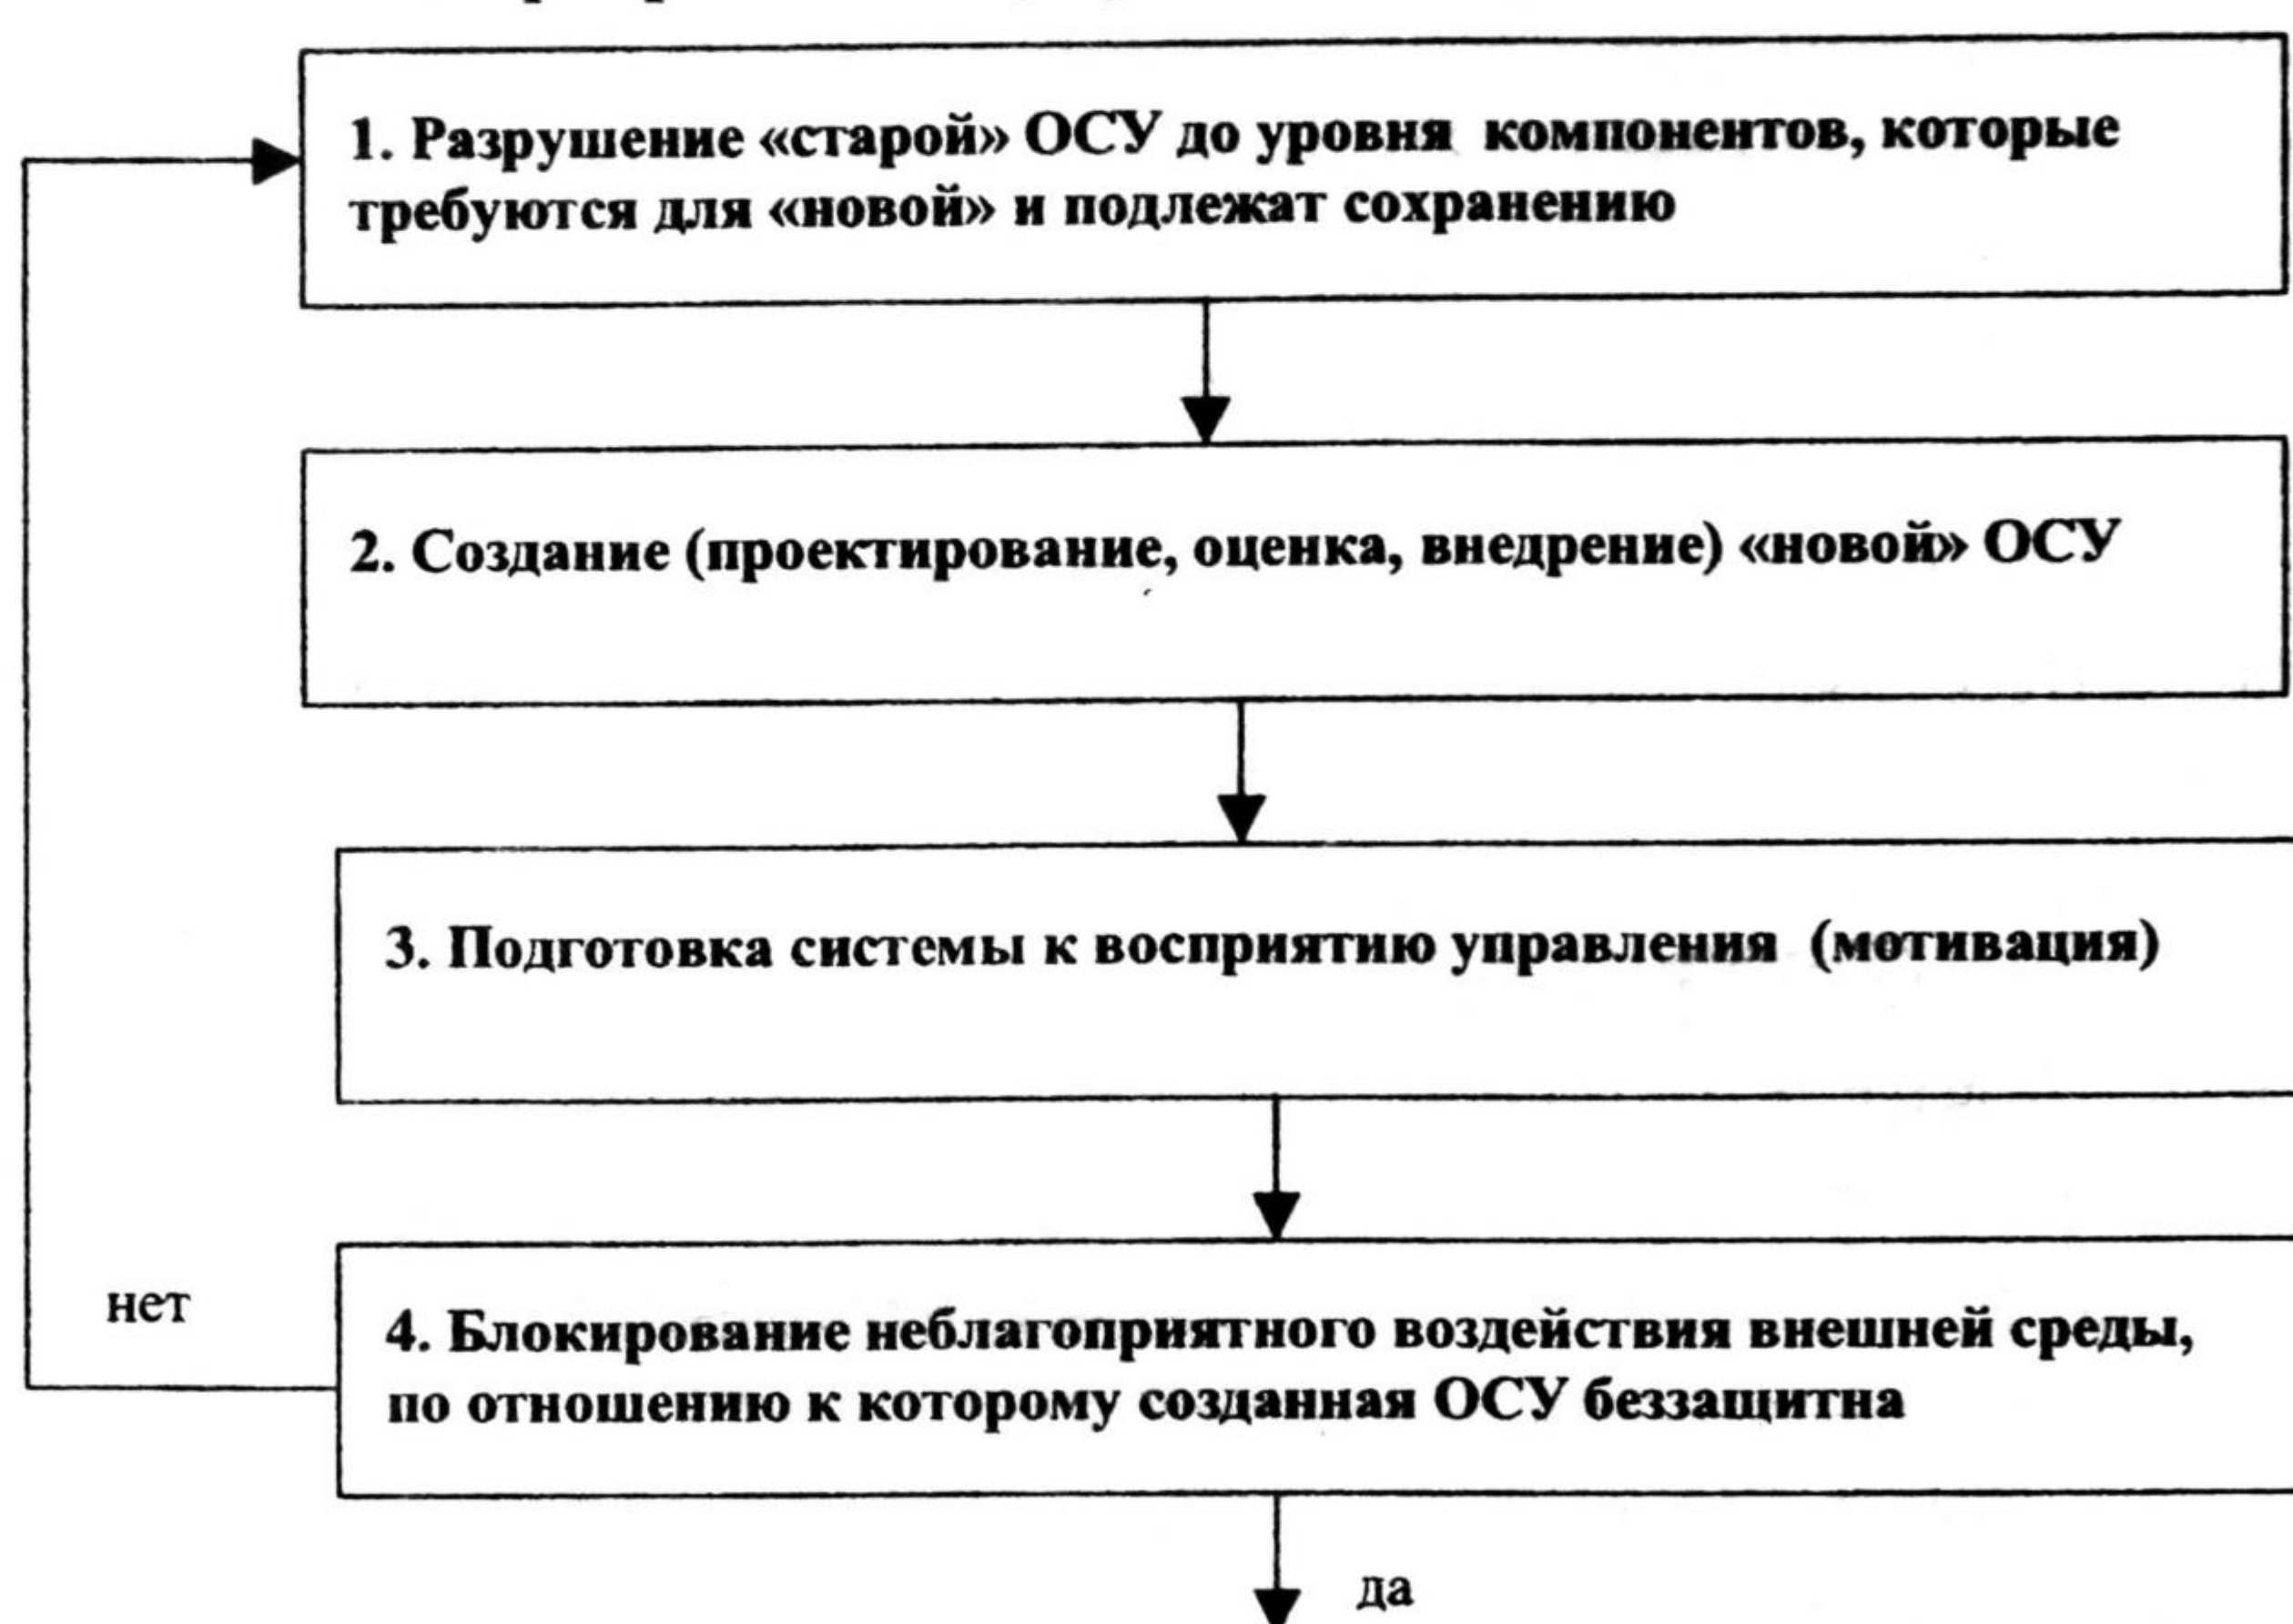 1. Разрушение «старой» ОСУ до уровня компонентов, которые
требуются для «новой» и подлежат сохранению
2. Создание (проектирование, оценка, внедрение) «новой» ОСУ
3. Подготовка системы к восприятию управления (мотивация)
нет
4. Блокирование неблагоприятного воздействия внешней среды,
по отношению к которому созданная ОСУ беззащитна
да